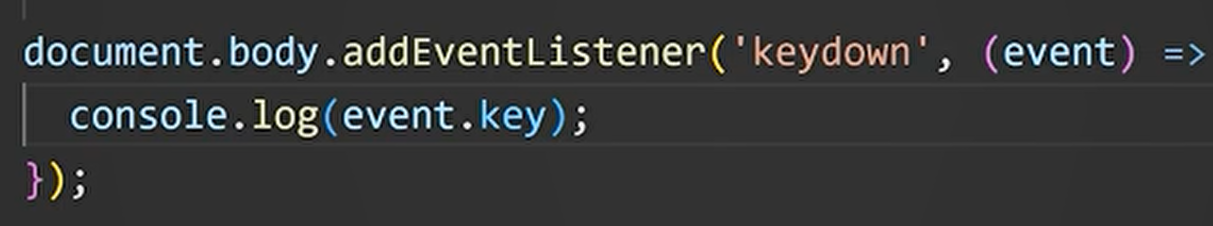 document.body.addEventListener('keydown', (event) =>
  console.log(event.key);
});